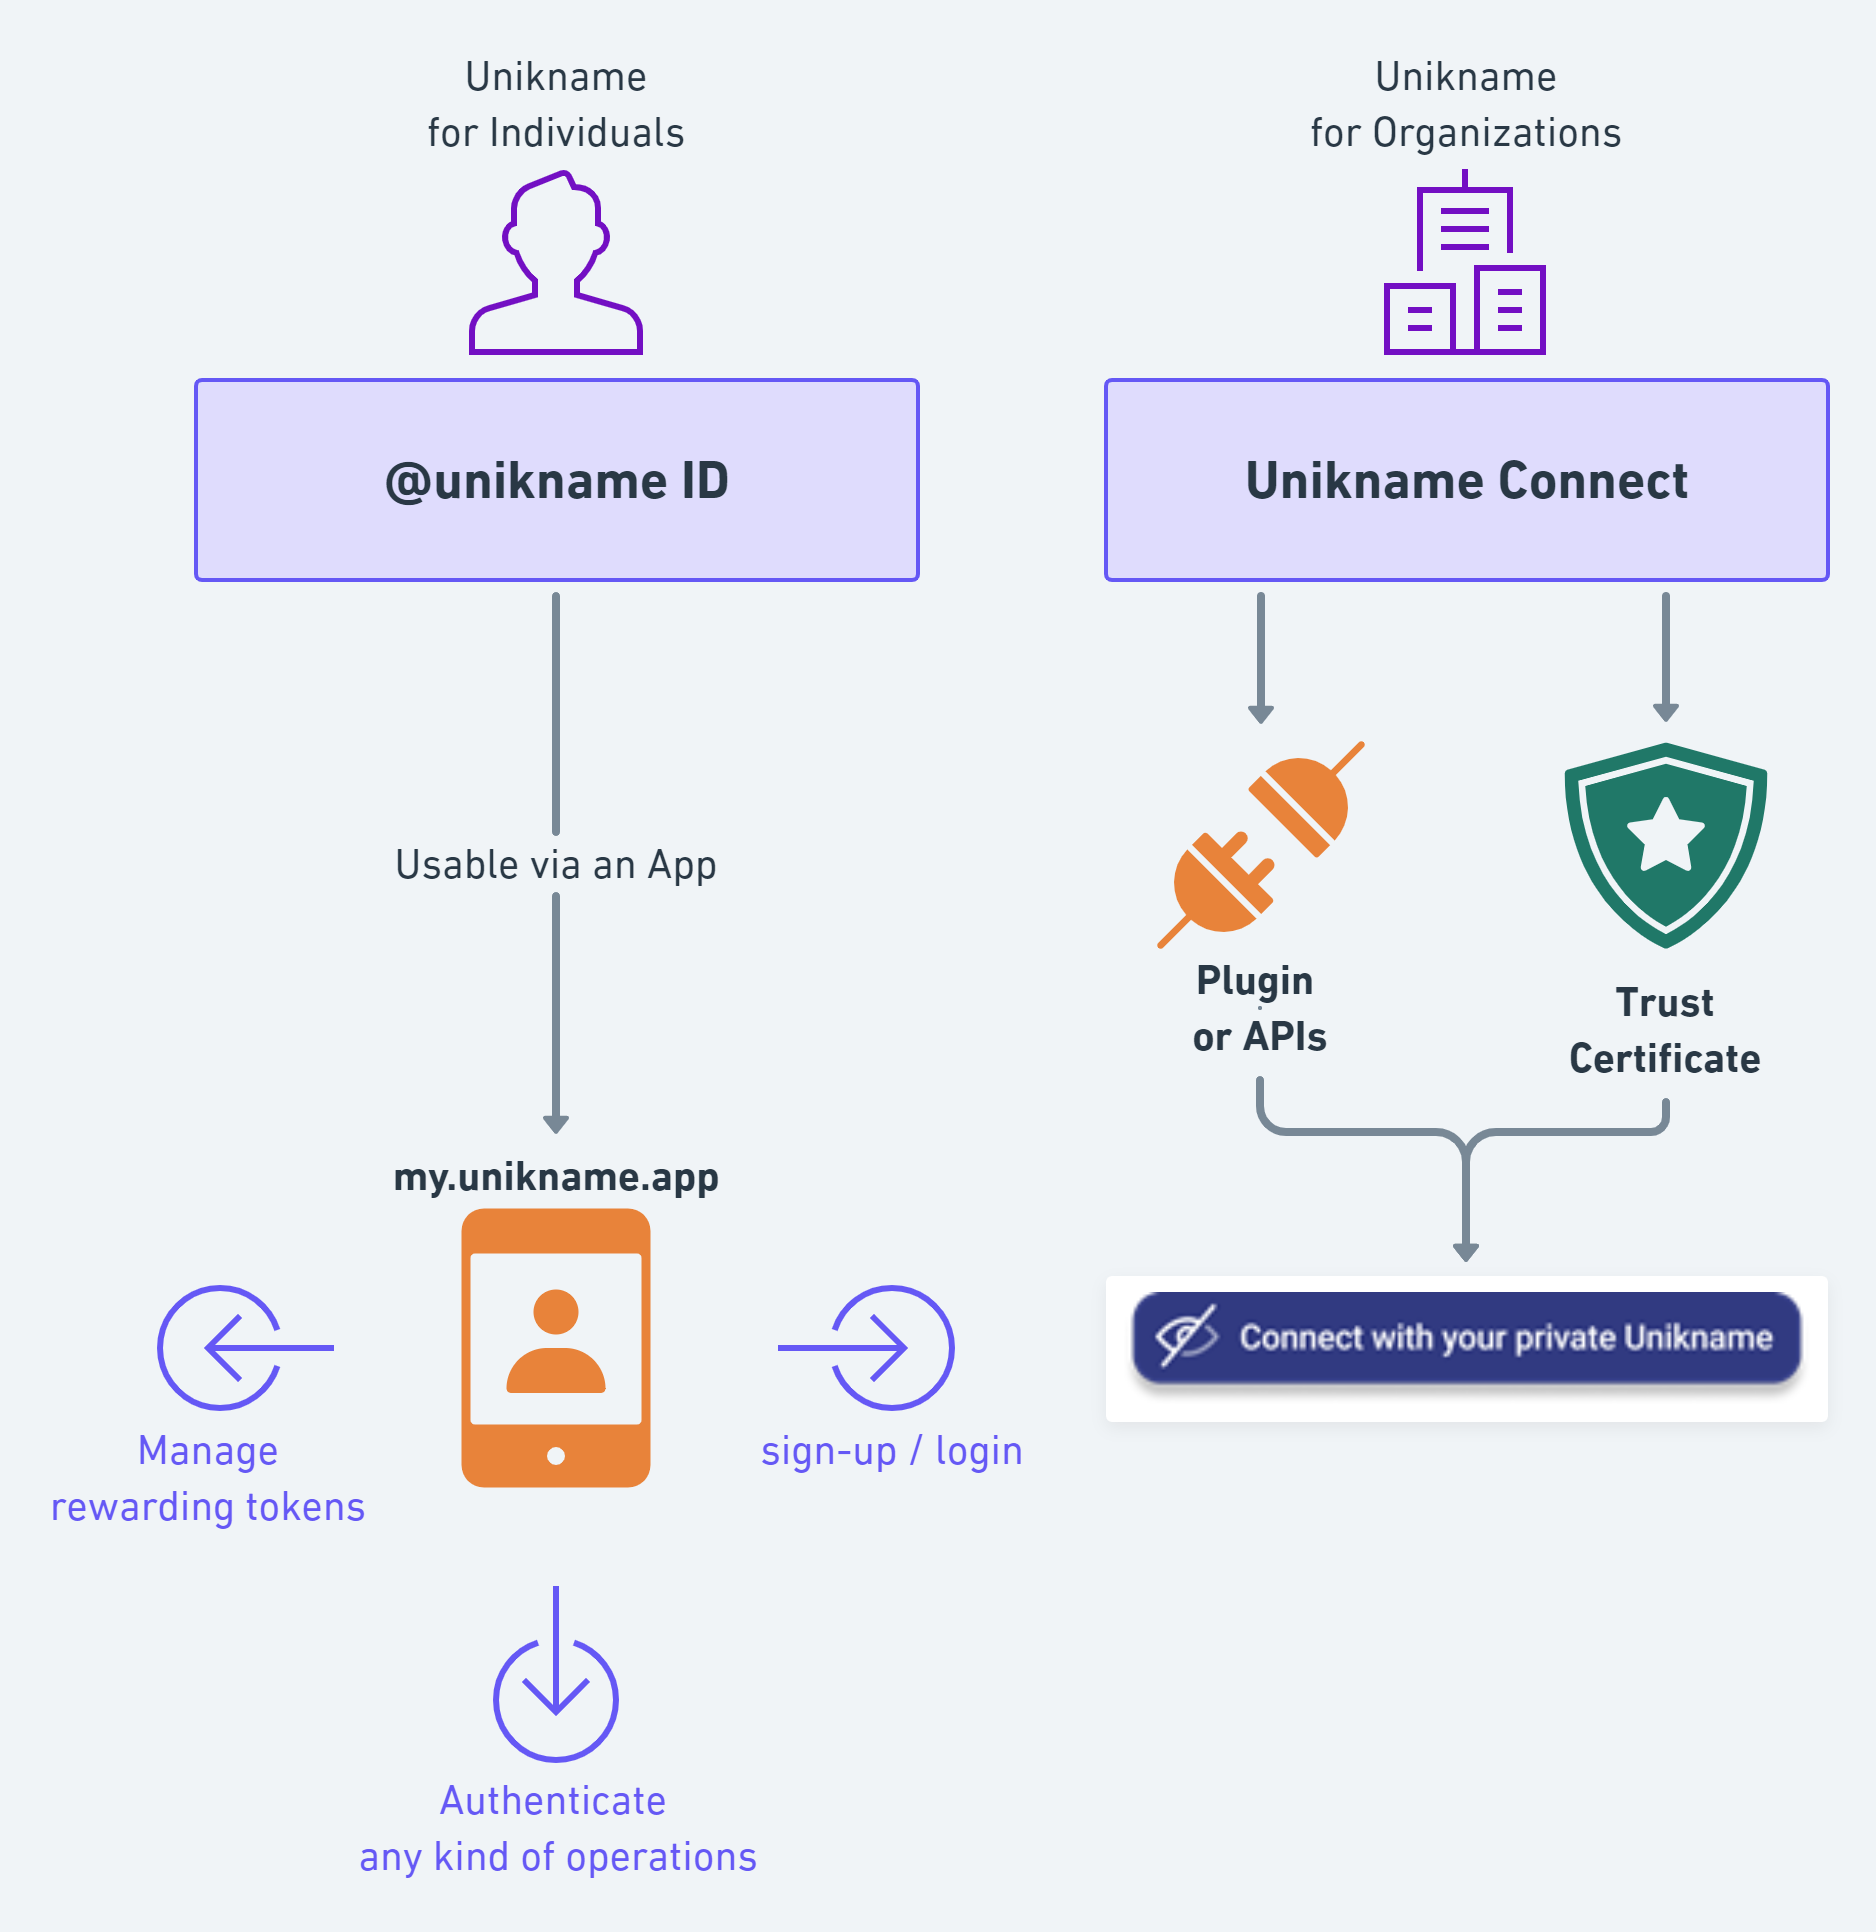 Unikname
for Individuals
@unikname ID
Usable via an App
my.unikname.app
Manage
rewarding tokens
sign-up / login
Authenticate
any kind of operations
Unikname
for Organizations
Unikname Connect
Plugin
or APIs
Trust
Certificate
Connect with your private Unikname